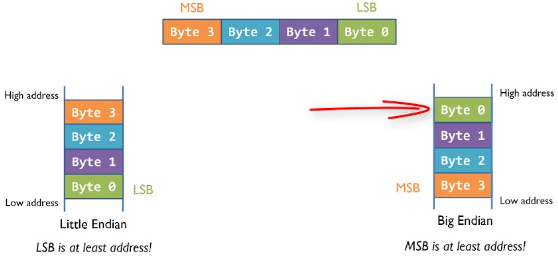 MSB LSB
Byte 3 Byte 2 Byte 1 Byte 0
High address
Byte 3
Byte 2
Byte 1
Byte 0
LSB
Low address
Little Endian
LSB is at least address!
High address
Byte 0
Byte 1
Byte 2
Byte 3
MSB
Low address
Big Endian
MSB is at least address!